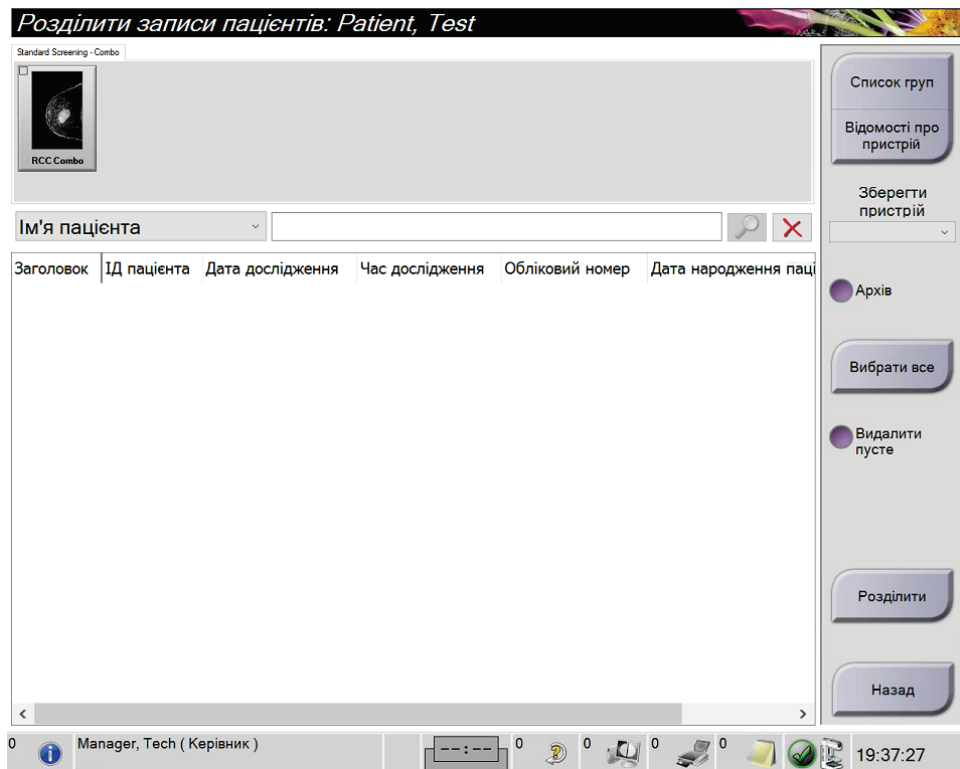 Розділити записи пацієнтів: Patient, Test
Standard Screening - Combo
RCC Combo
Список груп
Відомості про
пристрій
Зберегти
пристрій
Ім'я пацієнта
Заголовок ІД пацієнта Дата дослідження Час дослідження Обліковий номер Дата народження паці
Архів
Вибрати все
Видалити
пусте
Розділити
Назад
0 Manager, Tech ( Керівник ) --:-- 0 0 0 0 19:37:27